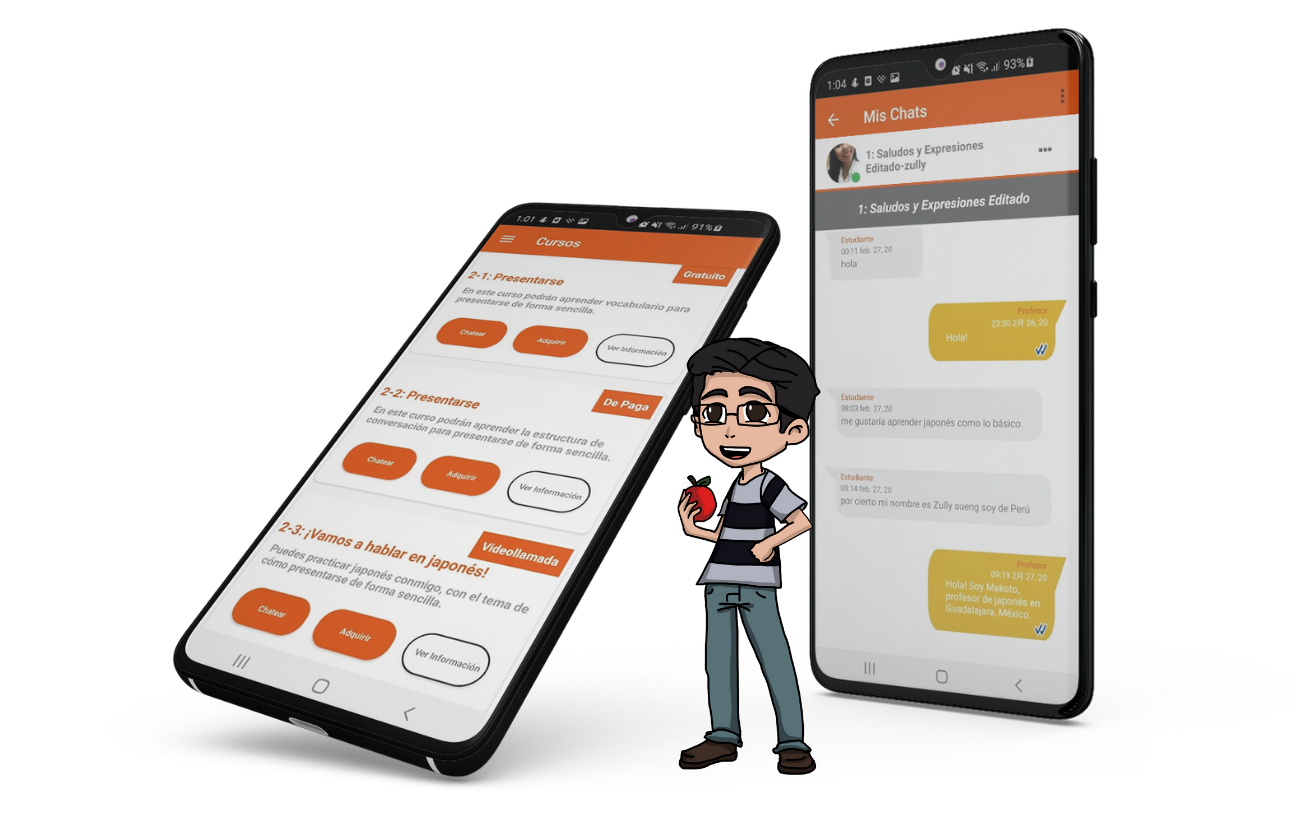 1:01
91%
Cursos
Gratuito
2-1: Presentarse
En este curso podrán aprender vocabulario para
presentarse de forma sencilla.
Chatear
Adquirir
Ver Información
De Paga
2-2: Presentarse
En este curso podrán aprender la estructura de
conversación para presentarse de forma sencilla.
Chatear
Adquirir
Ver Información
Videollamada
2-3: ¡Vamos a hablar en japonés!
Puedes practicar japonés conmigo, con el tema de
cómo presentarse de forma sencilla.
Chatear
Adquirir
Ver Información
1:04
93%
Mis Chats
1: Saludos y Expresiones
Editado-zully
1: Saludos y Expresiones Editado
Estudiante
00:11 feb. 27, 20
hola
Profesor
23:30 2月 26, 20
Hola!
Estudiante
08:03 feb. 27, 20
me gustaría aprender japonés como lo básico
Estudiante
08:14 feb. 27, 20
por cierto mi nombre es Zully sueng soy de Perú
Profesor
09:19 2月 27, 20
Hola! Soy Makoto,
profesor de japonés en
Guadalajara, México.